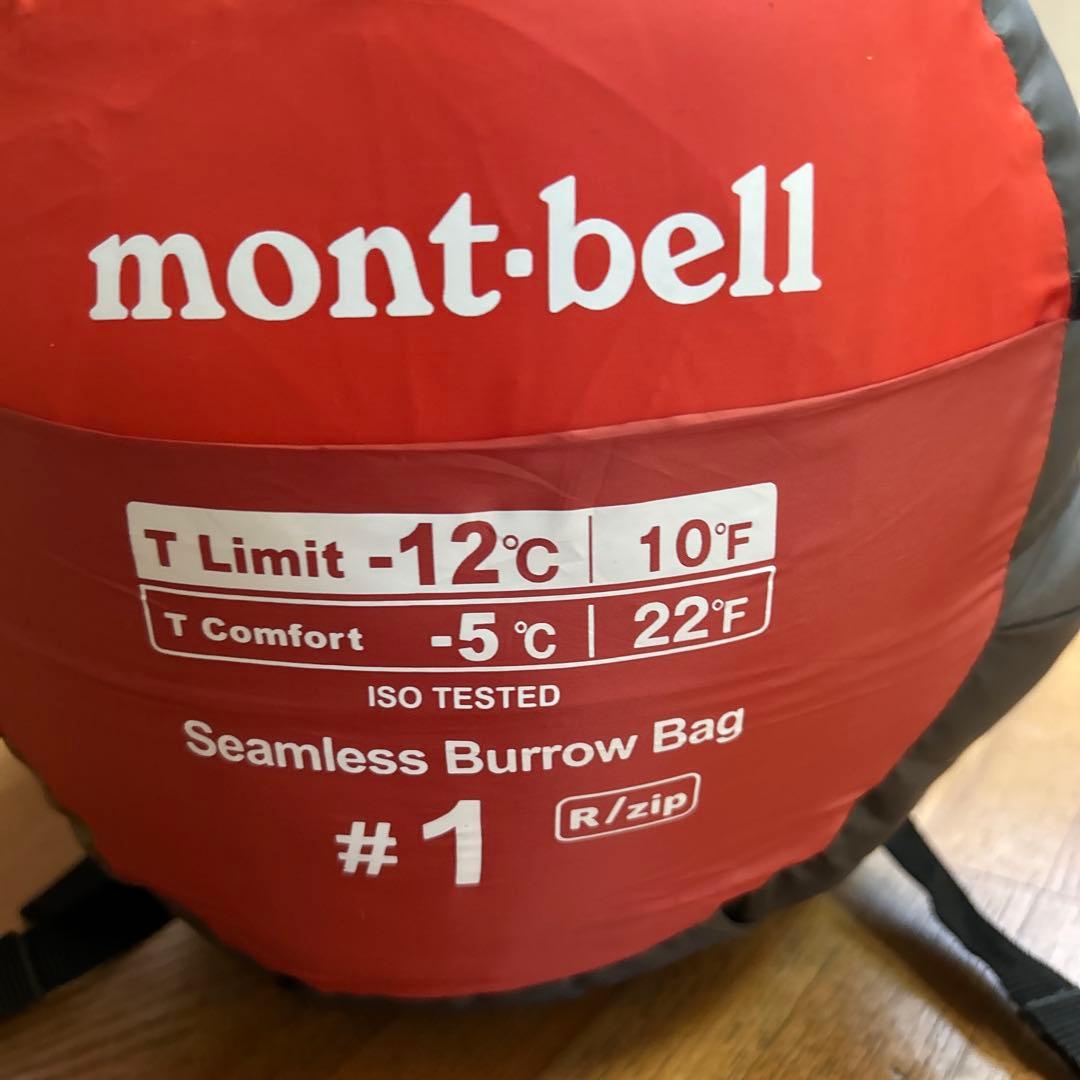 mont·bell
T Limit -12℃ | 10℉
T Comfort -5℃ | 22℉
ISO TESTED
Seamless Burrow Bag
#1 R/zip